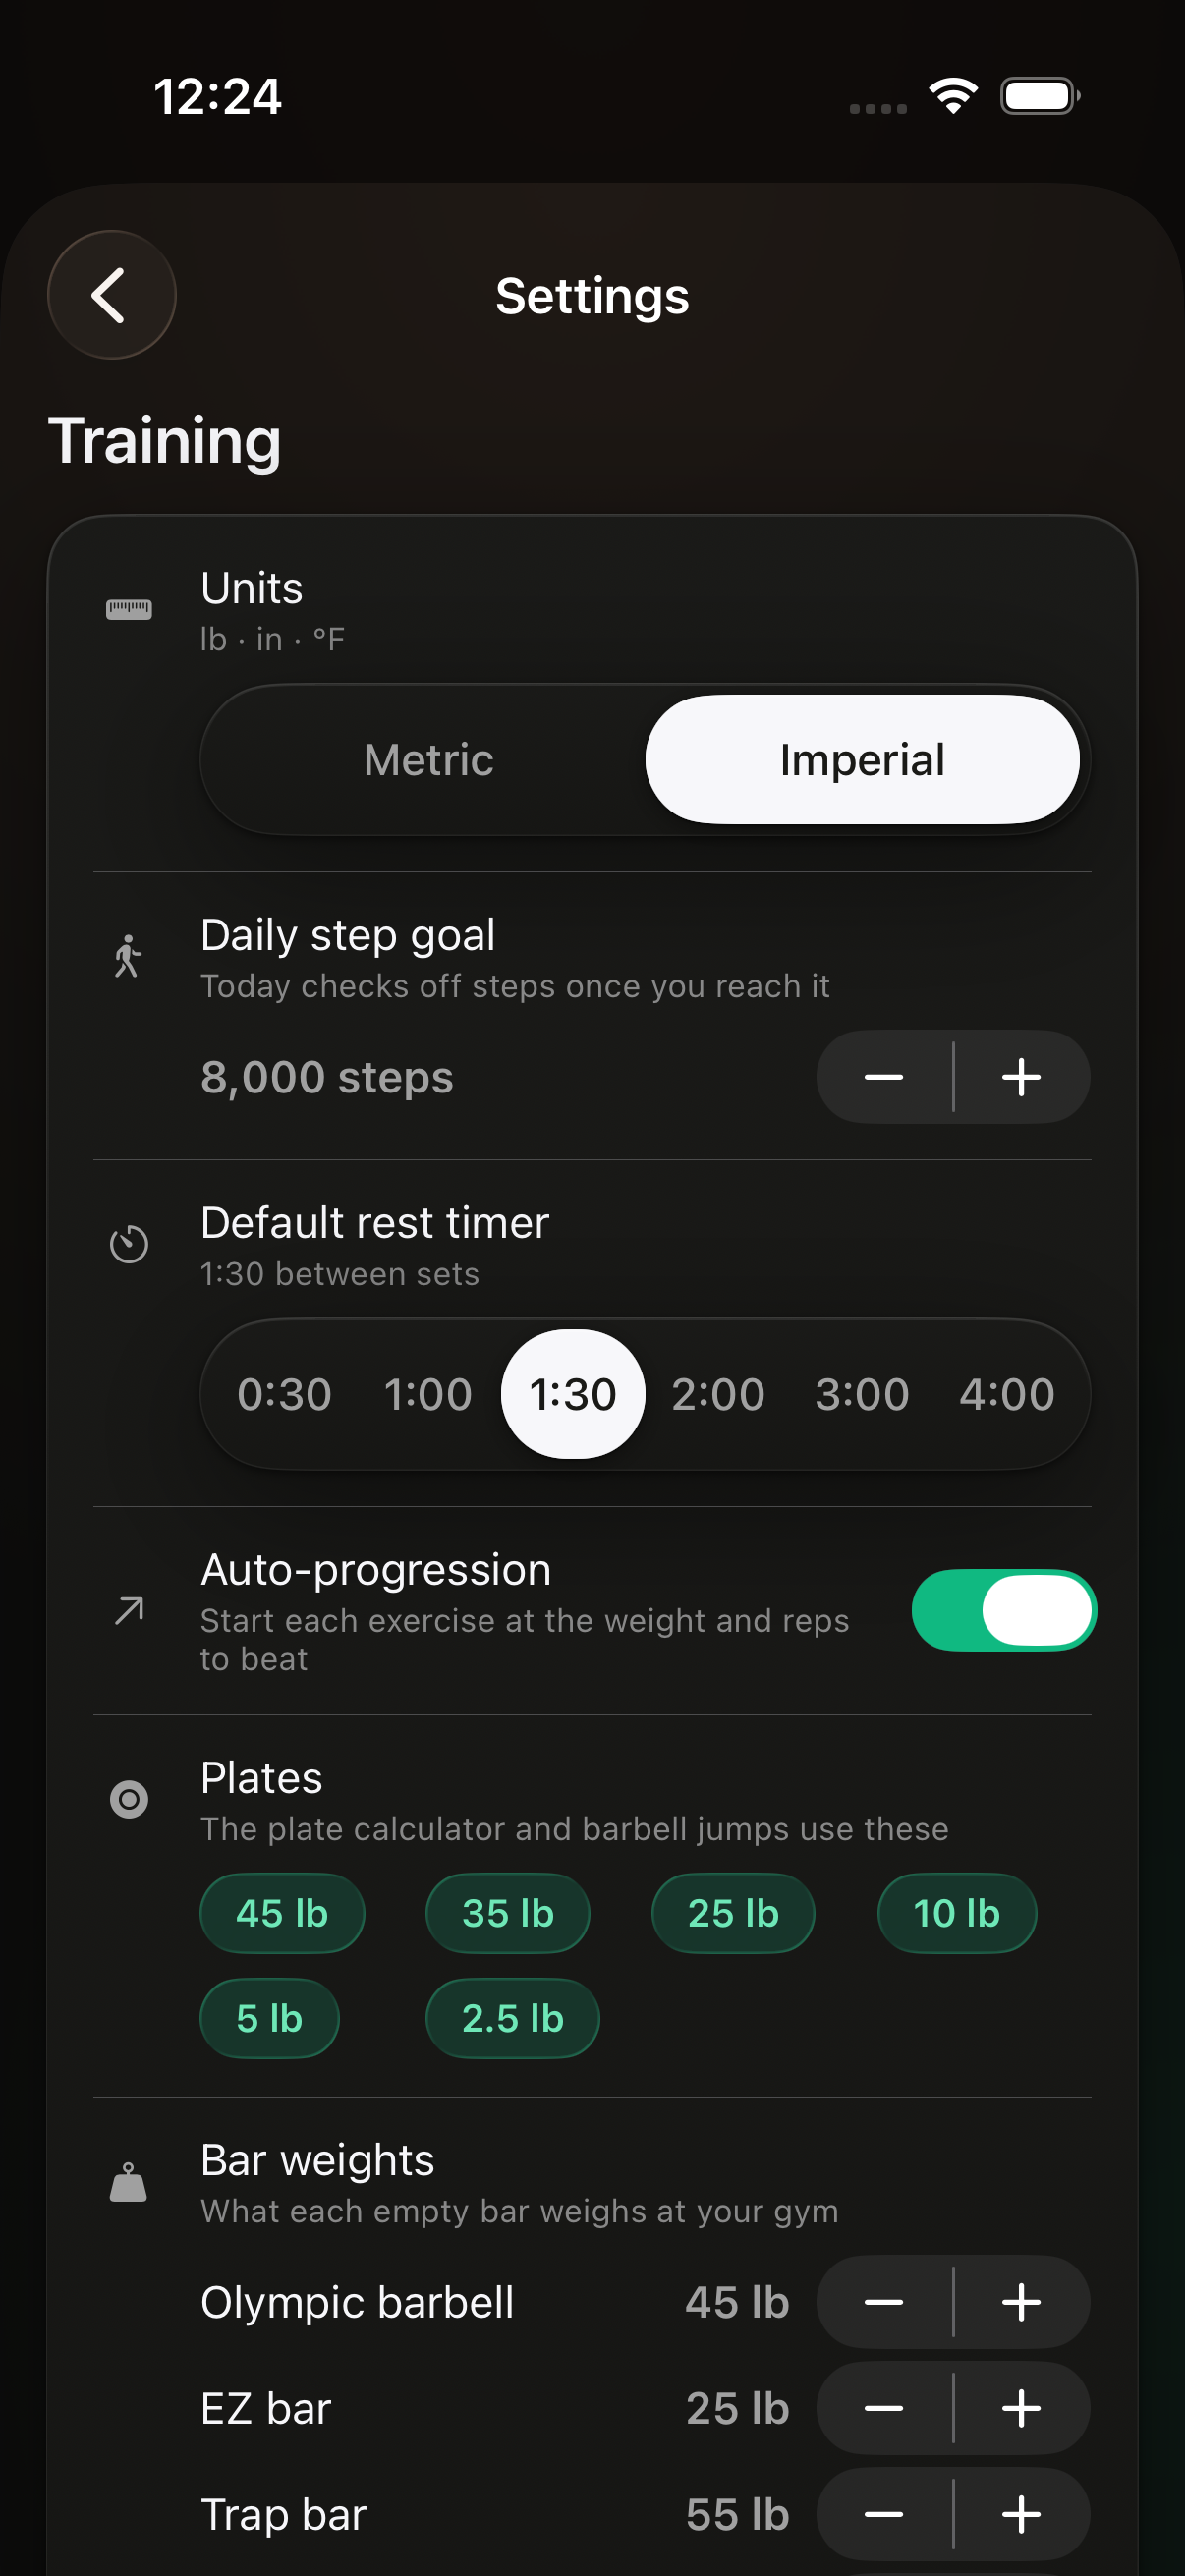 12:24
Settings
Training
Units
lb · in · °F
Metric Imperial
Daily step goal
Today checks off steps once you reach it
8,000 steps
Default rest timer
1:30 between sets
0:30 1:00 1:30 2:00 3:00 4:00
Auto-progression
Start each exercise at the weight and reps
to beat
Plates
The plate calculator and barbell jumps use these
45 lb 35 lb 25 lb 10 lb
5 lb 2.5 lb
Bar weights
What each empty bar weighs at your gym
Olympic barbell 45 lb
EZ bar 25 lb
Trap bar 55 lb